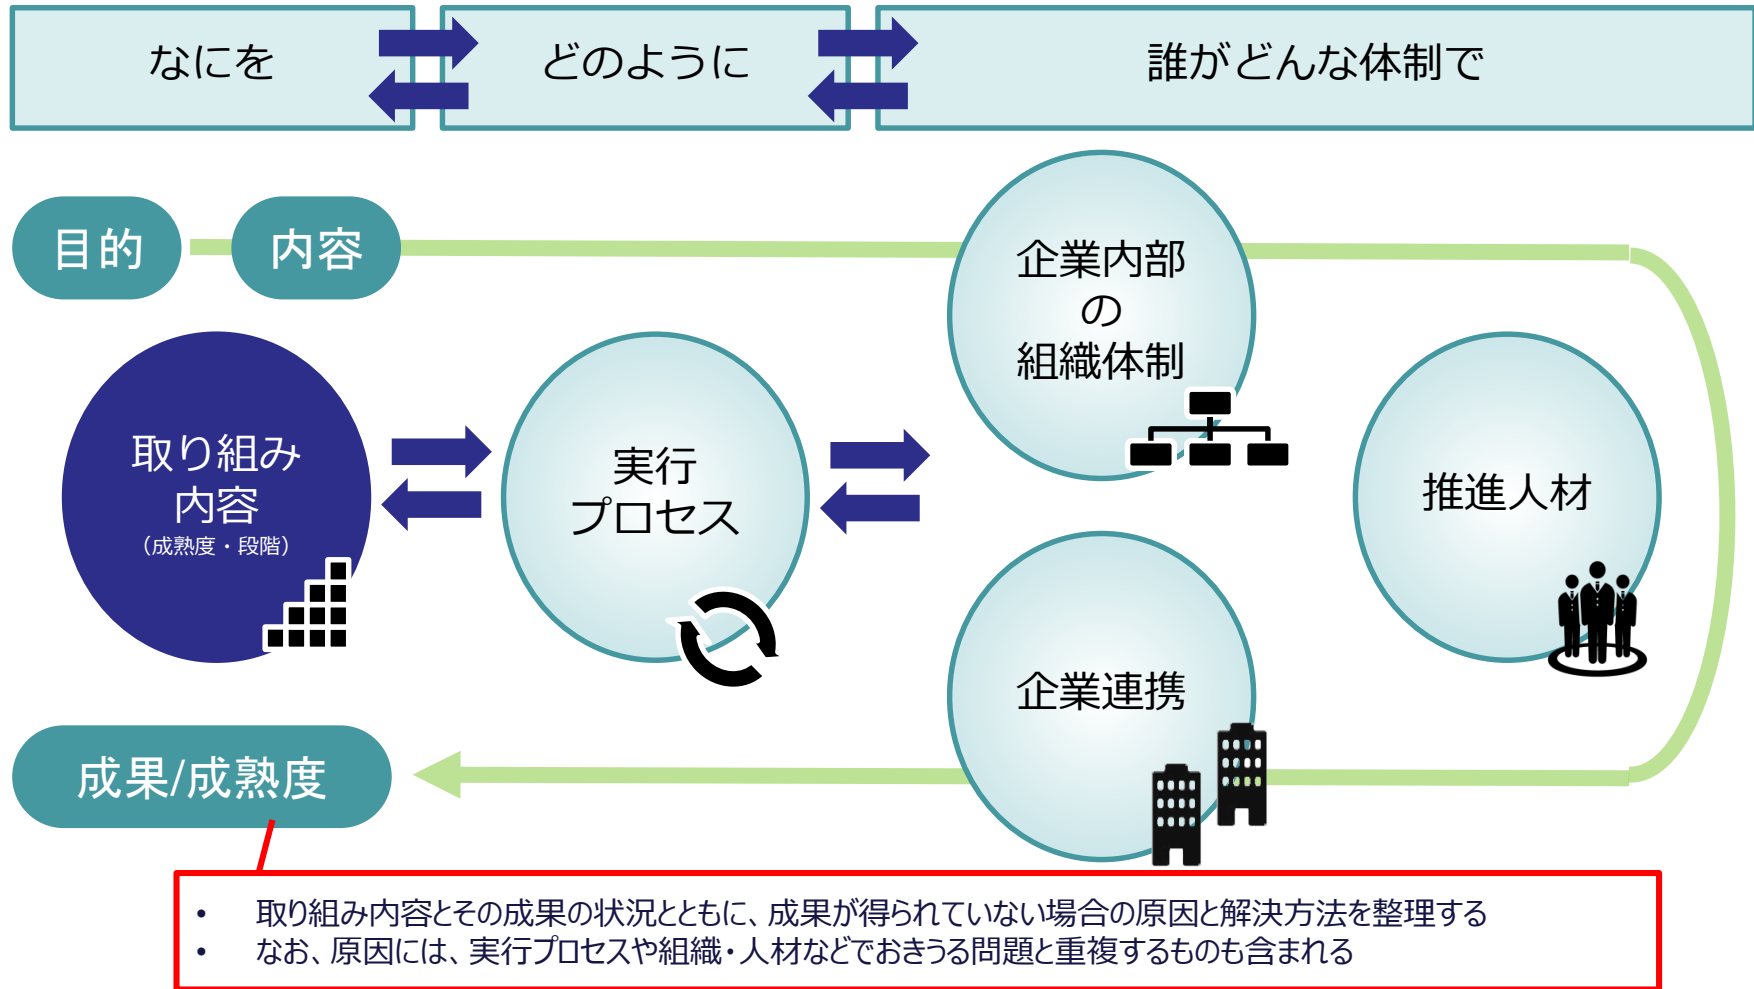 なにを
どのように
誰がどんな体制で
目的
内容
企業内部
の
組織体制
取り組み
内容
（成熟度・段階）
実行
プロセス
推進人材
企業連携
成果/成熟度
• 取り組み内容とその成果の状況とともに、成果が得られていない場合の原因と解決方法を整理する
• なお、原因には、実行プロセスや組織・人材などでおきうる問題と重複するものも含まれる